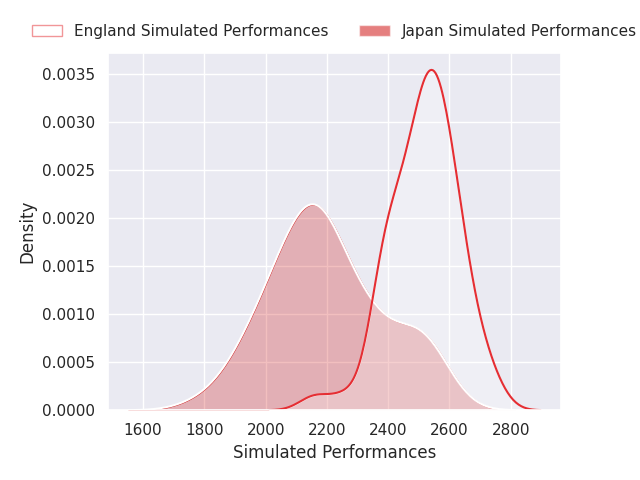 England Simulated Performances
Japan Simulated Performances
0.0035
0.0030
0.0025
0.0020
0.0015
0.0010
0.0005
0.0000
Density
1600 1800 2000 2200 2400 2600 2800
Simulated Performances